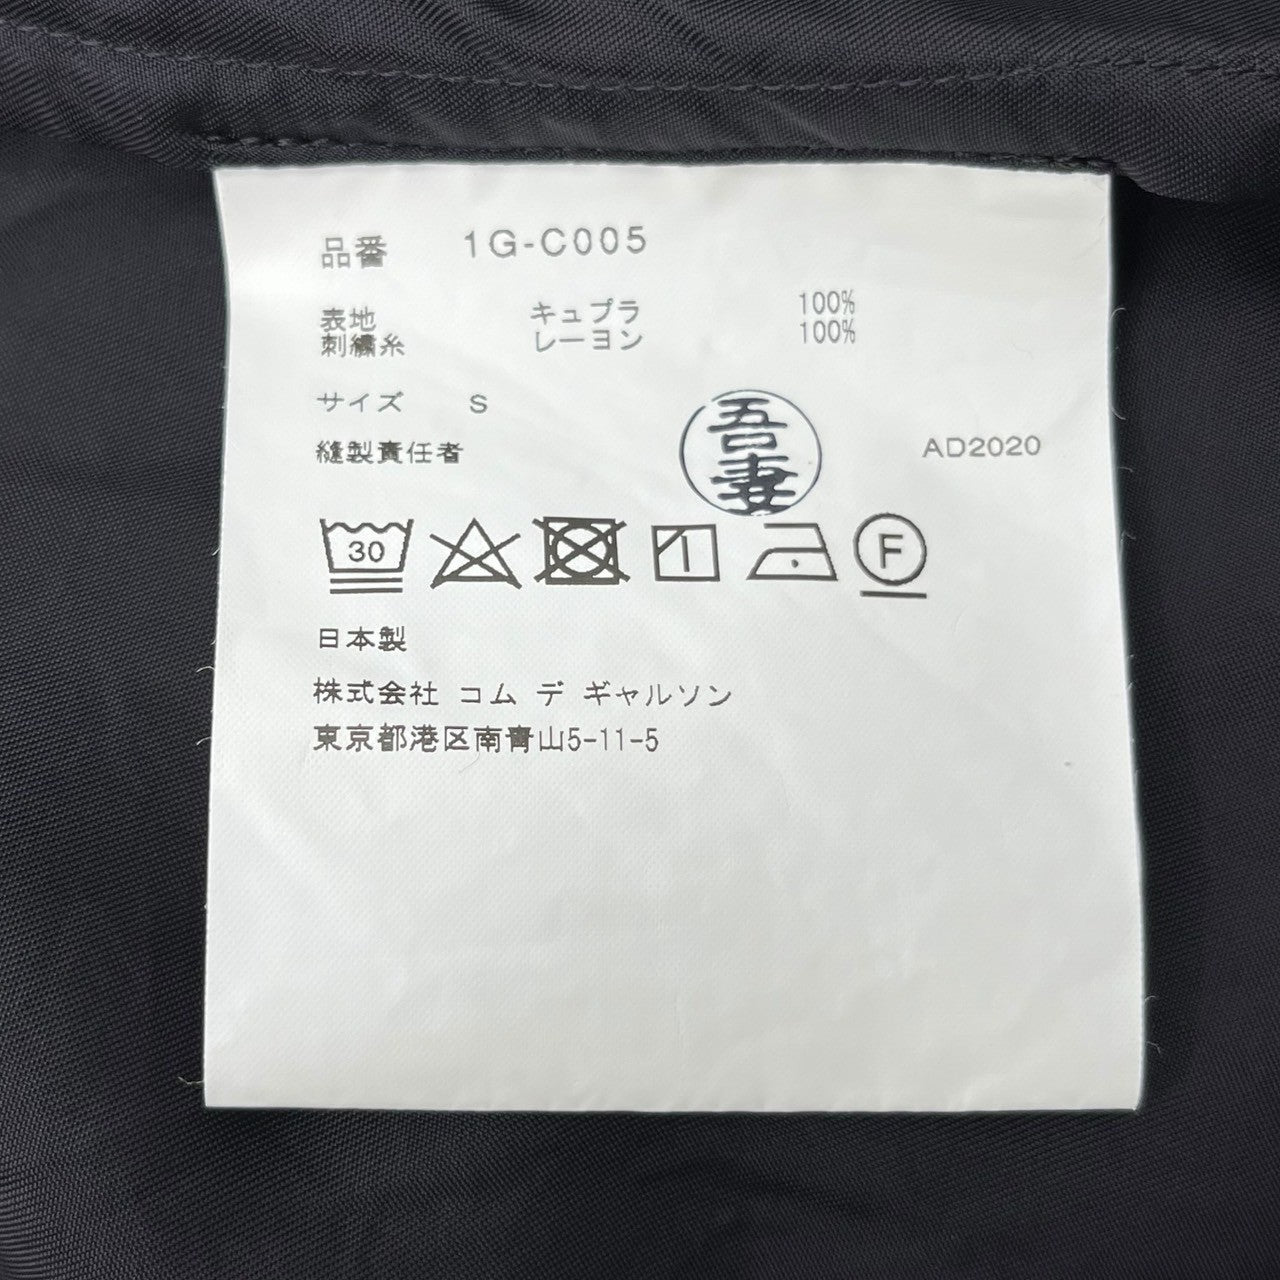 品番 1G-C005
表地 キュプラ 100%
刺繍糸 レーヨン 100%
サイズ S
縫製責任者 吾妻 AD2020
30 F
日本製
株式会社 コム デ ギャルソン
東京都港区南青山5-11-5